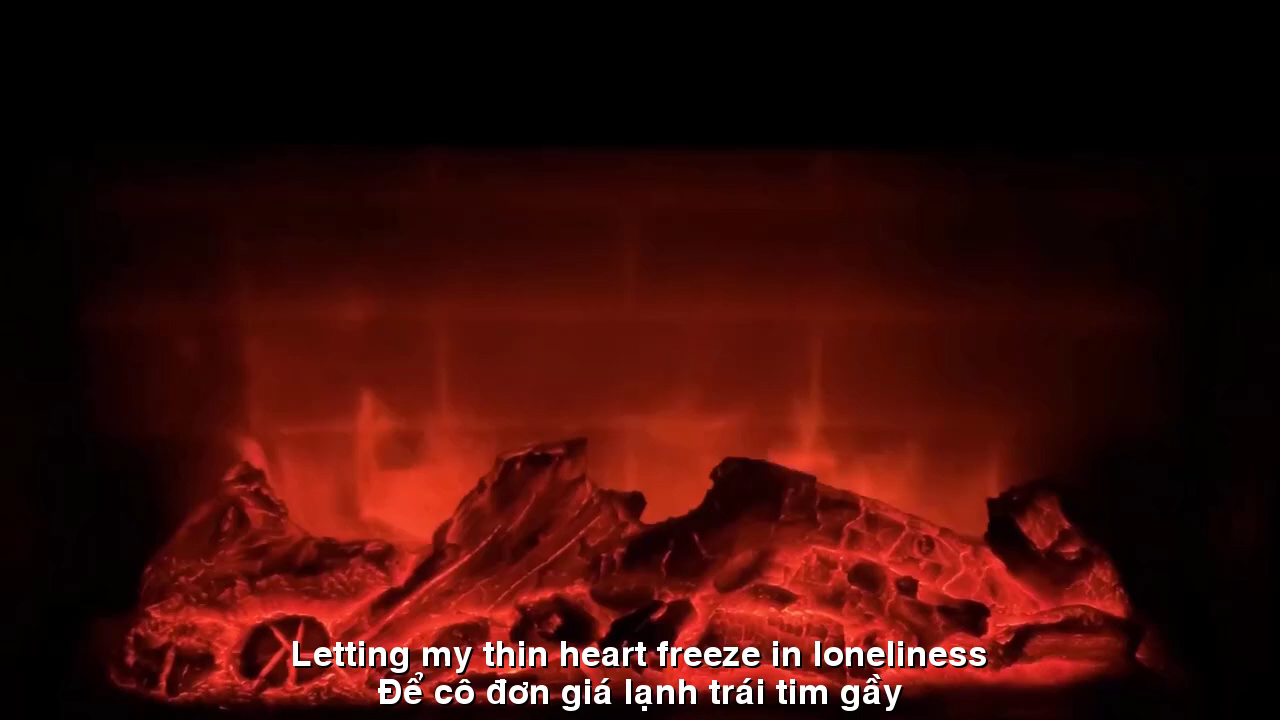 Letting my thin heart freeze in loneliness
Để cô đơn giá lạnh trái tim gầy